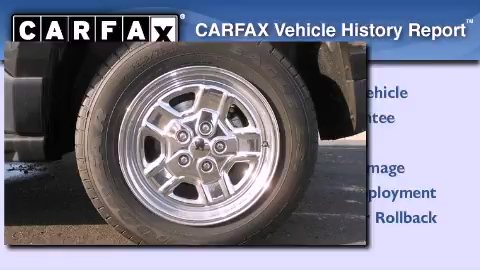 CARFAX® CARFAX Vehicle History Report™
ehicle
ntee
mage
ployment
Rollback